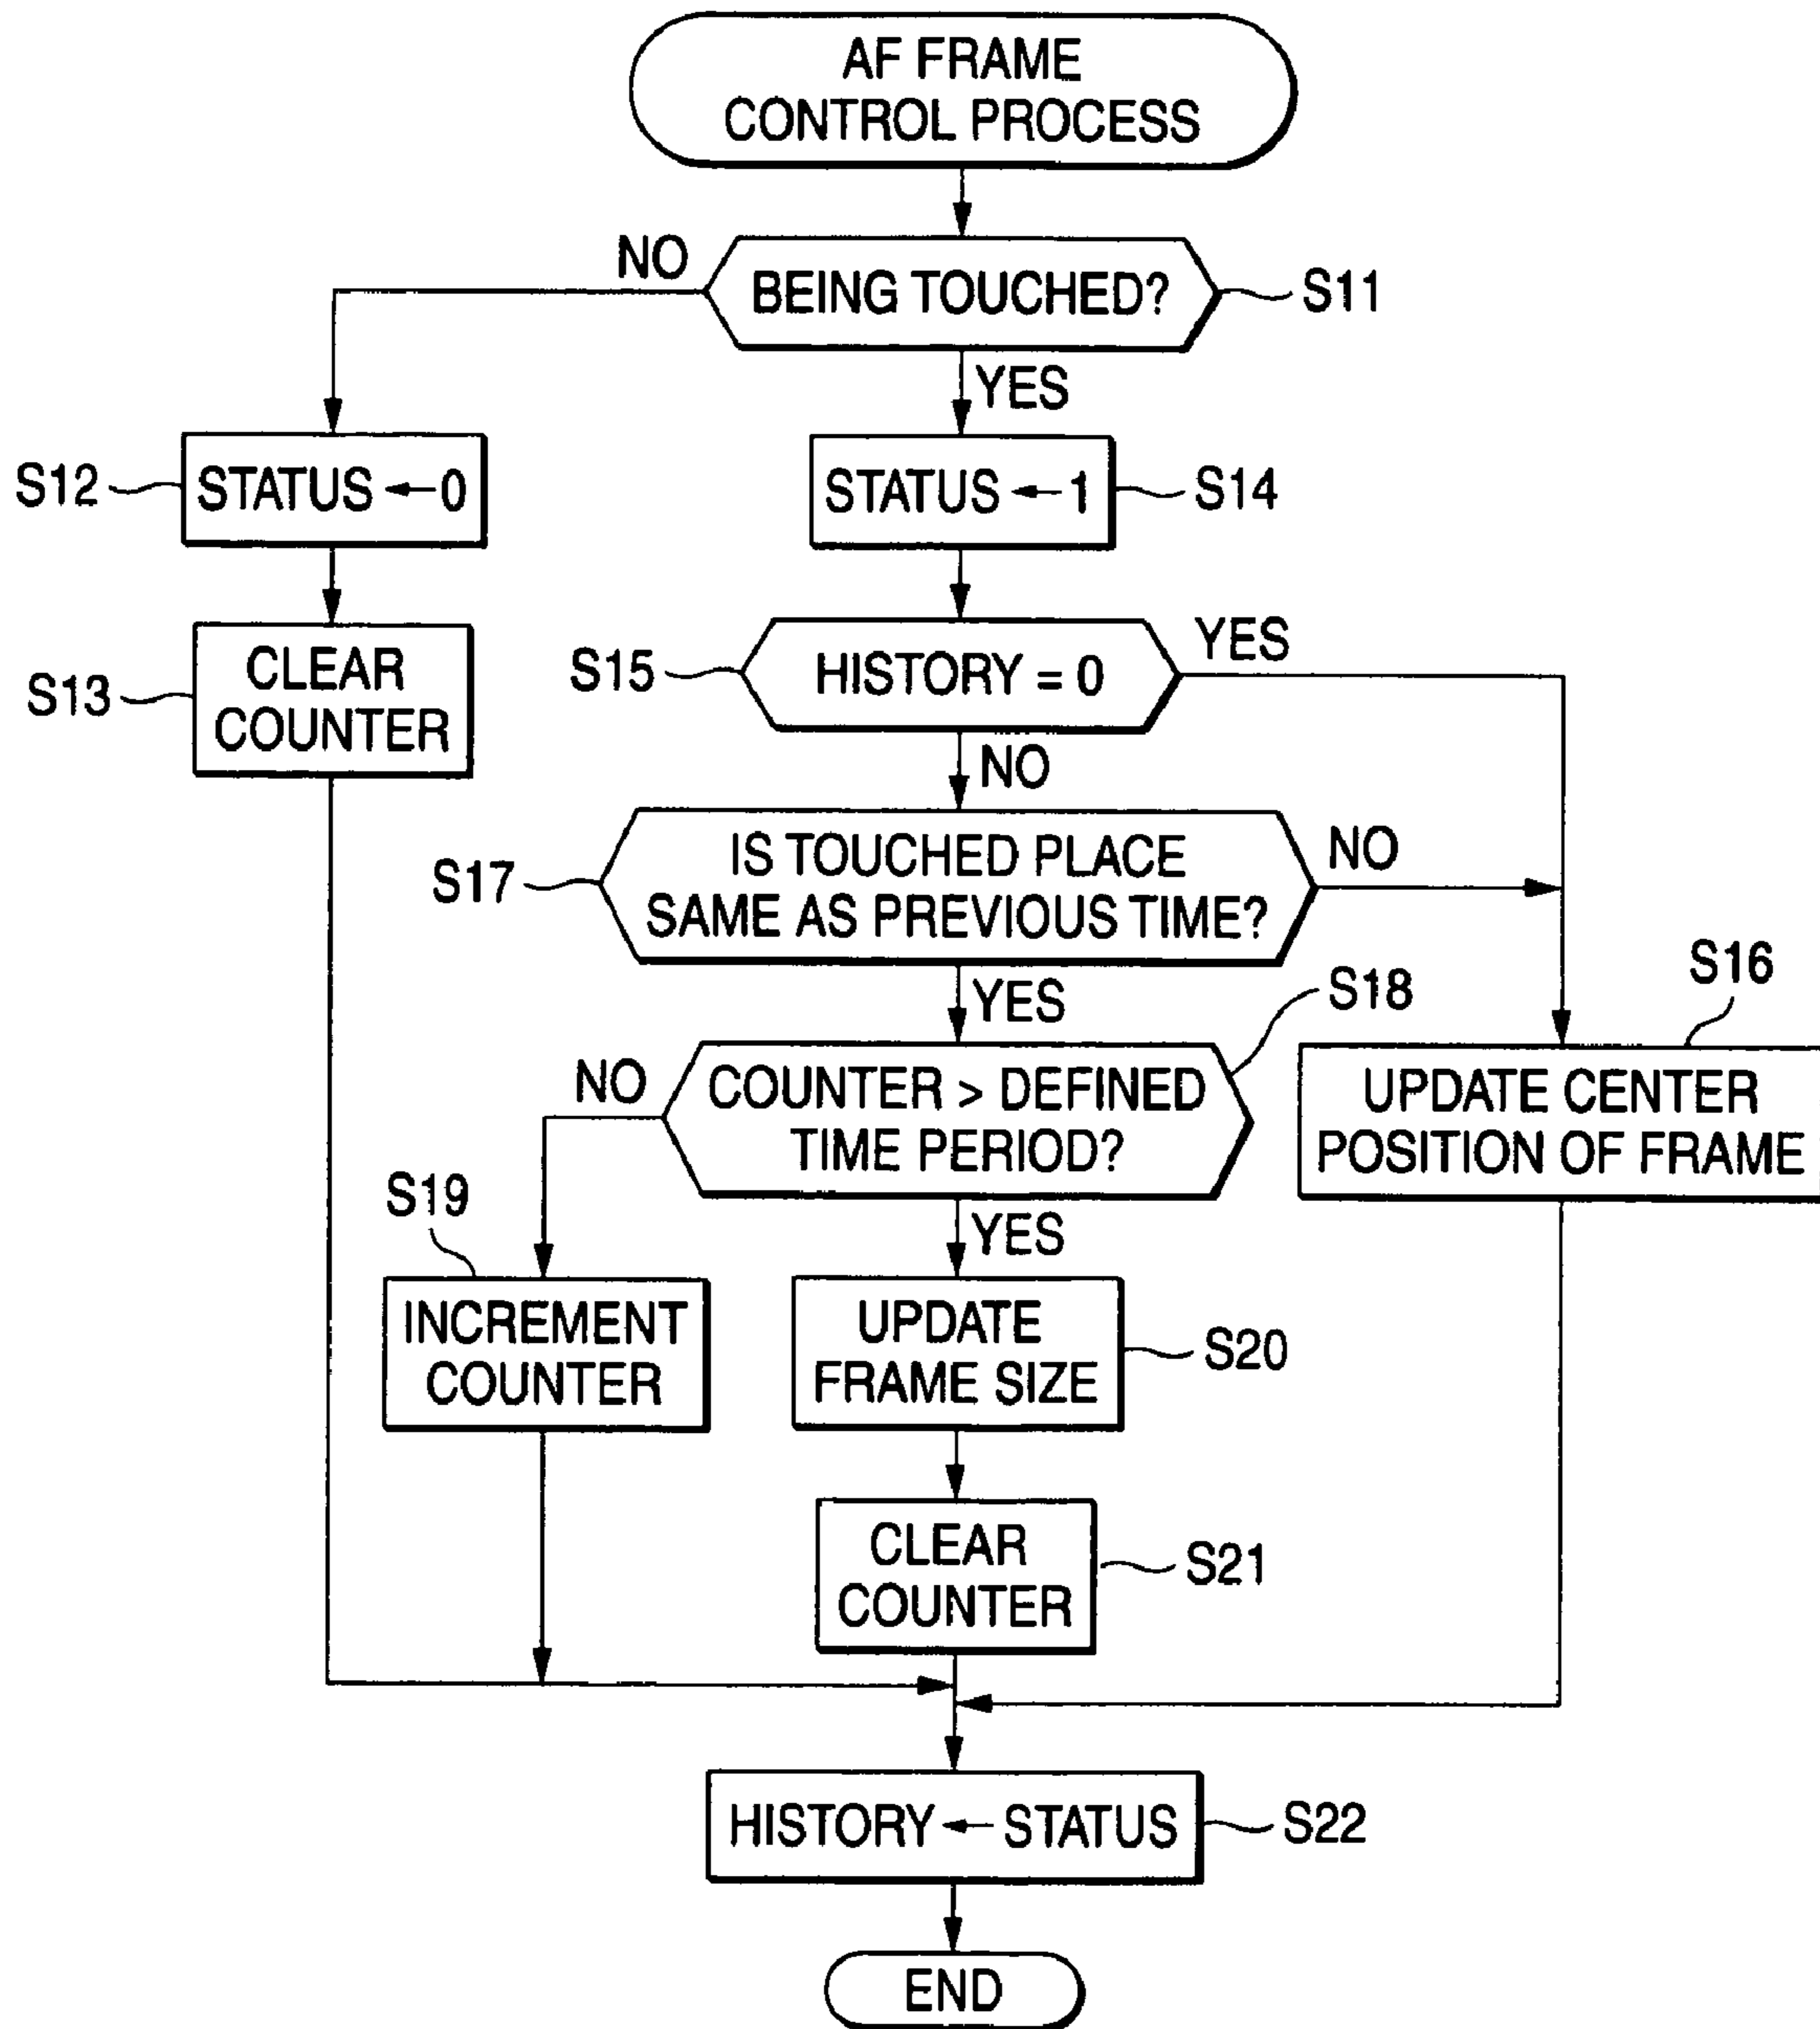 AF FRAME
CONTROL PROCESS
NO
BEING TOUCHED?
S11
YES
S12
STATUS ← 0
STATUS ← 1
S14
S13
CLEAR
COUNTER
S15
HISTORY = 0
YES
NO
S17
IS TOUCHED PLACE
SAME AS PREVIOUS TIME?
NO
YES
S18
S16
NO
COUNTER > DEFINED
TIME PERIOD?
UPDATE CENTER
POSITION OF FRAME
S19
YES
INCREMENT
COUNTER
UPDATE
FRAME SIZE
S20
CLEAR
COUNTER
S21
HISTORY ← STATUS
S22
END